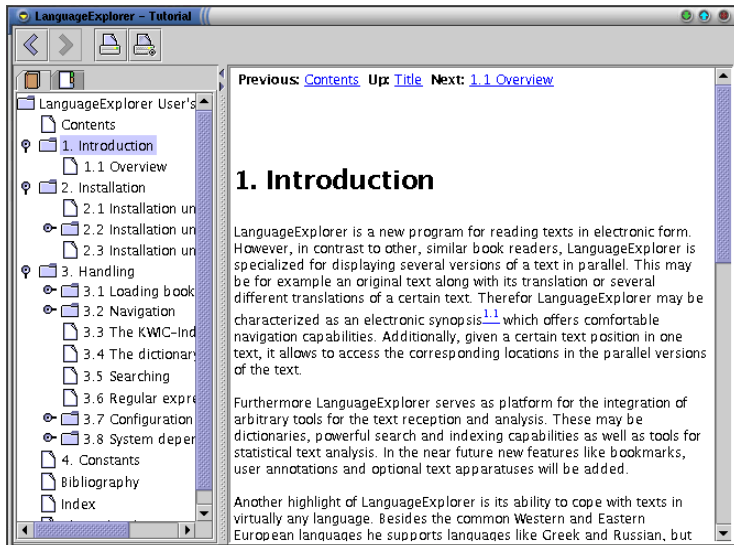 LanguageExplorer – Tutorial
LanguageExplorer User's
Contents
1. Introduction
1.1 Overview
2. Installation
2.1 Installation un
2.2 Installation un
2.3 Installation un
3. Handling
3.1 Loading book
3.2 Navigation
3.3 The KWIC-Ind
3.4 The dictionary
3.5 Searching
3.6 Regular expre
3.7 Configuration
3.8 System deper
4. Constants
Bibliography
Index
Previous: Contents Up: Title Next: 1.1 Overview
1. Introduction
LanguageExplorer is a new program for reading texts in electronic form.
However, in contrast to other, similar book readers, LanguageExplorer is
specialized for displaying several versions of a text in parallel. This may
be for example an original text along with its translation or several
different translations of a certain text. Therefor LanguageExplorer may be
characterized as an electronic synopsis1.1 which offers comfortable
navigation capabilities. Additionally, given a certain text position in one
text, it allows to access the corresponding locations in the parallel versions
of the text.
Furthermore LanguageExplorer serves as platform for the integration of
arbitrary tools for the text reception and analysis. These may be
dictionaries, powerful search and indexing capabilities as well as tools for
statistical text analysis. In the near future new features like bookmarks,
user annotations and optional text apparatuses will be added.
Another highlight of LanguageExplorer is its ability to cope with texts in
virtually any language. Besides the common Western and Eastern
European languages he supports languages like Greek and Russian, but